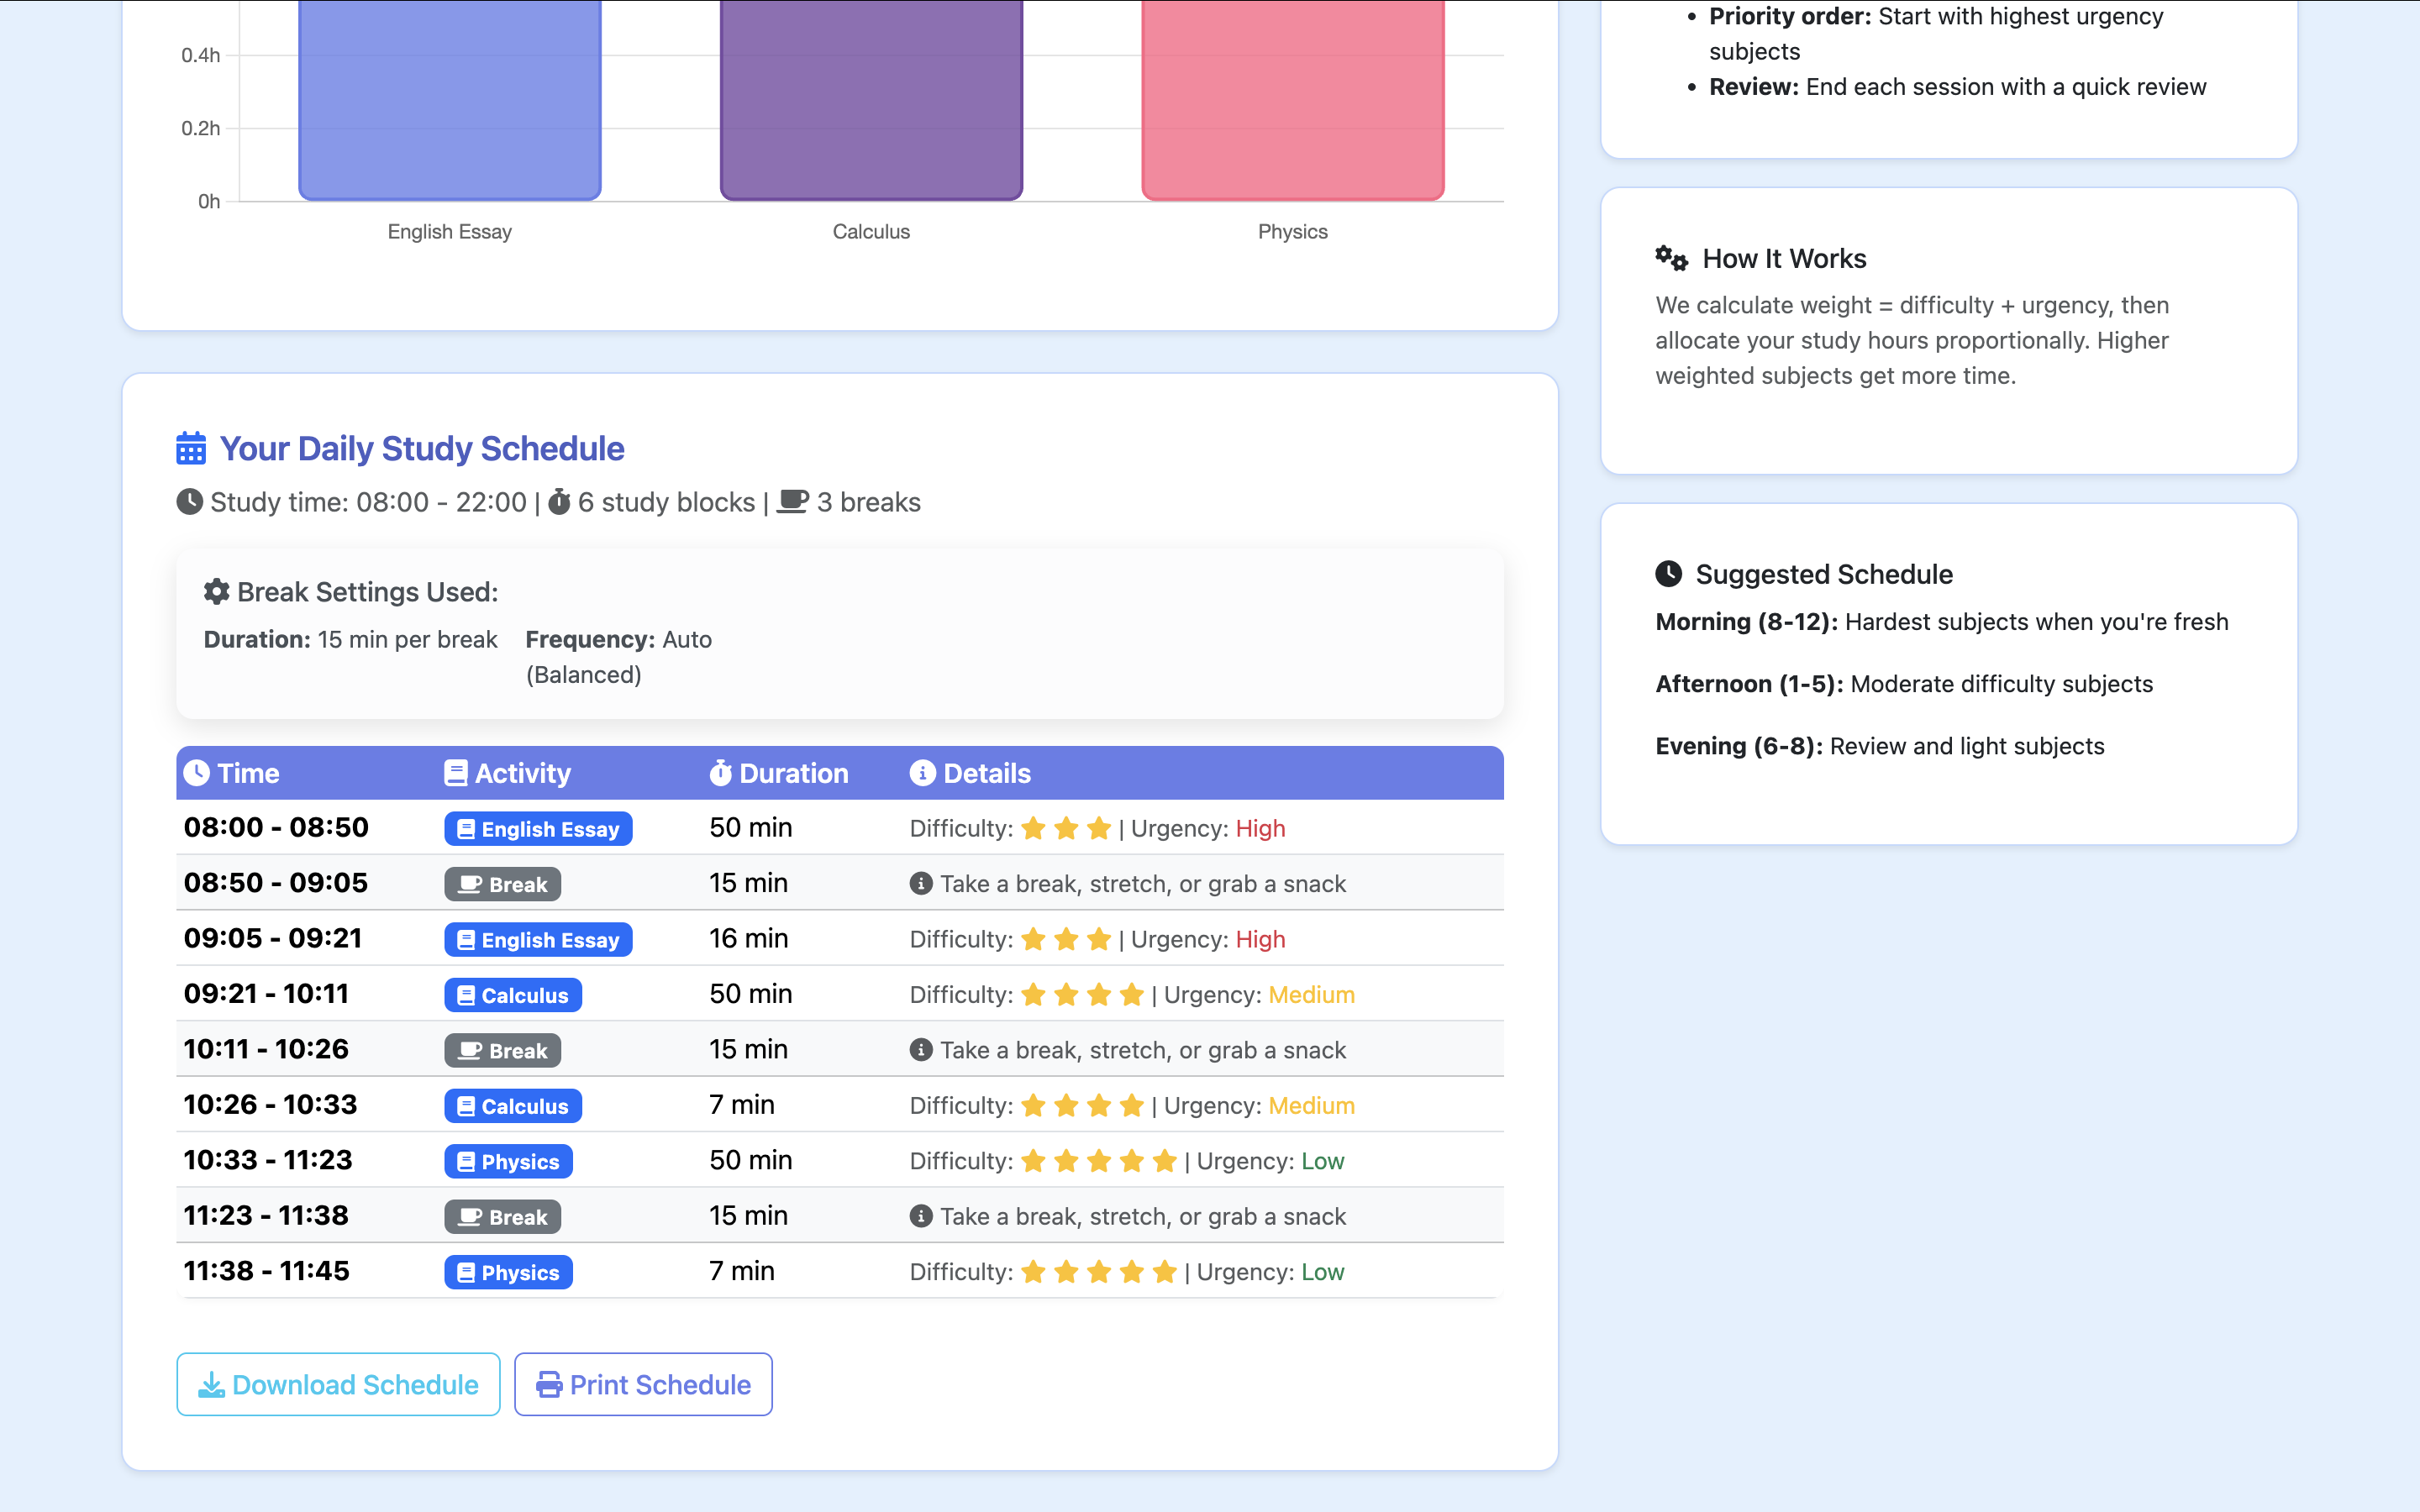 0.4h
0.2h
0h
English Essay
Calculus
Physics
Your Daily Study Schedule
Study time: 08:00 - 22:00 | 6 study blocks | 3 breaks
Break Settings Used:
Duration: 15 min per break Frequency: Auto
(Balanced)
Time Activity Duration Details
08:00 - 08:50 English Essay 50 min Difficulty: | Urgency: High
08:50 - 09:05 Break 15 min Take a break, stretch, or grab a snack
09:05 - 09:21 English Essay 16 min Difficulty: | Urgency: High
09:21 - 10:11 Calculus 50 min Difficulty: | Urgency: Medium
10:11 - 10:26 Break 15 min Take a break, stretch, or grab a snack
10:26 - 10:33 Calculus 7 min Difficulty: | Urgency: Medium
10:33 - 11:23 Physics 50 min Difficulty: | Urgency: Low
11:23 - 11:38 Break 15 min Take a break, stretch, or grab a snack
11:38 - 11:45 Physics 7 min Difficulty: | Urgency: Low
Download Schedule Print Schedule
• Priority order: Start with highest urgency
subjects
• Review: End each session with a quick review
How It Works
We calculate weight = difficulty + urgency, then
allocate your study hours proportionally. Higher
weighted subjects get more time.
Suggested Schedule
Morning (8-12): Hardest subjects when you're fresh
Afternoon (1-5): Moderate difficulty subjects
Evening (6-8): Review and light subjects